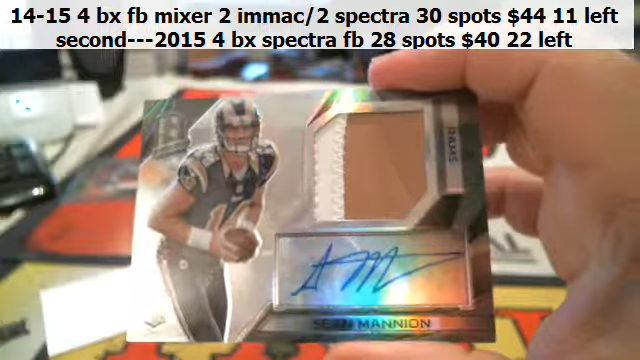 14-15 4 bx fb mixer 2 immac/2 spectra 30 spots $44 11 left
second---2015 4 bx spectra fb 28 spots $40 22 left
RAMS
SEAN MANNION